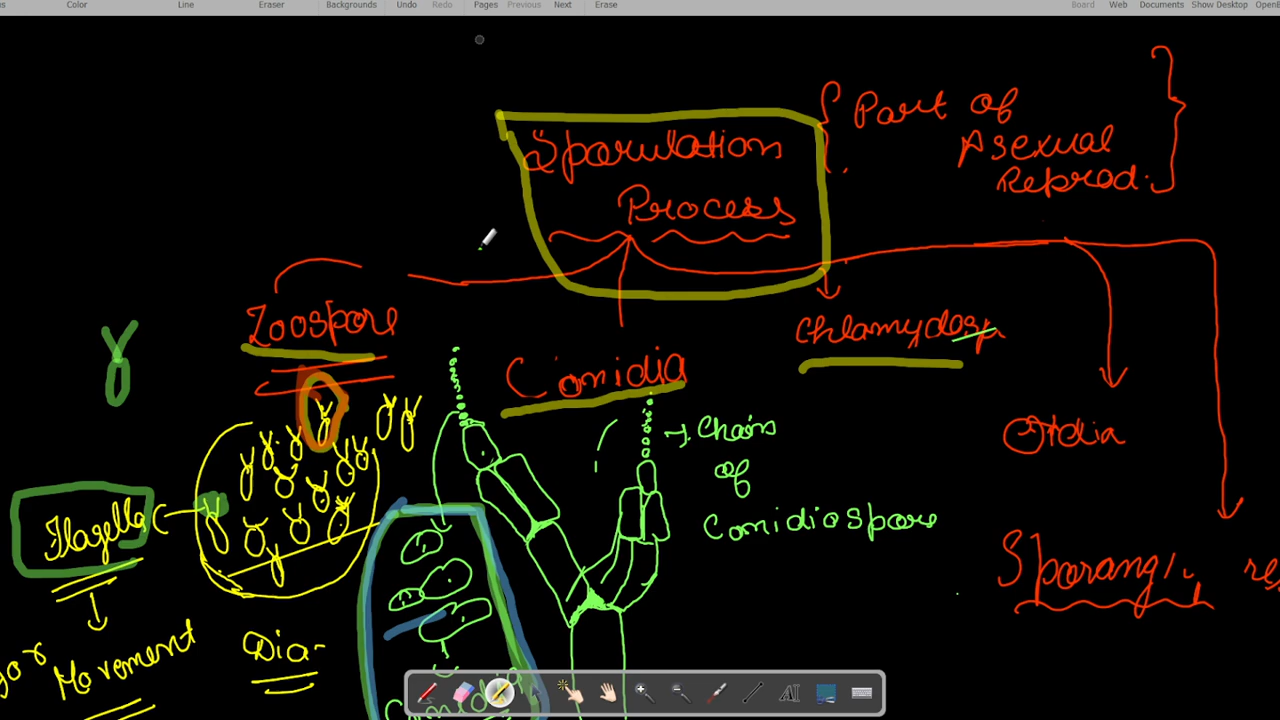 Color Line Eraser Backgrounds Undo Redo Pages Previous Next Erase Board Web Documents Show Desktop
Sporulation
Process
Part of
Asexual
Reprod.
Zoospore
Conidia
Chlamydosp
Oidia
Sporangi
Chain
of
Conidiospore
Flagella
Movement
Dia-